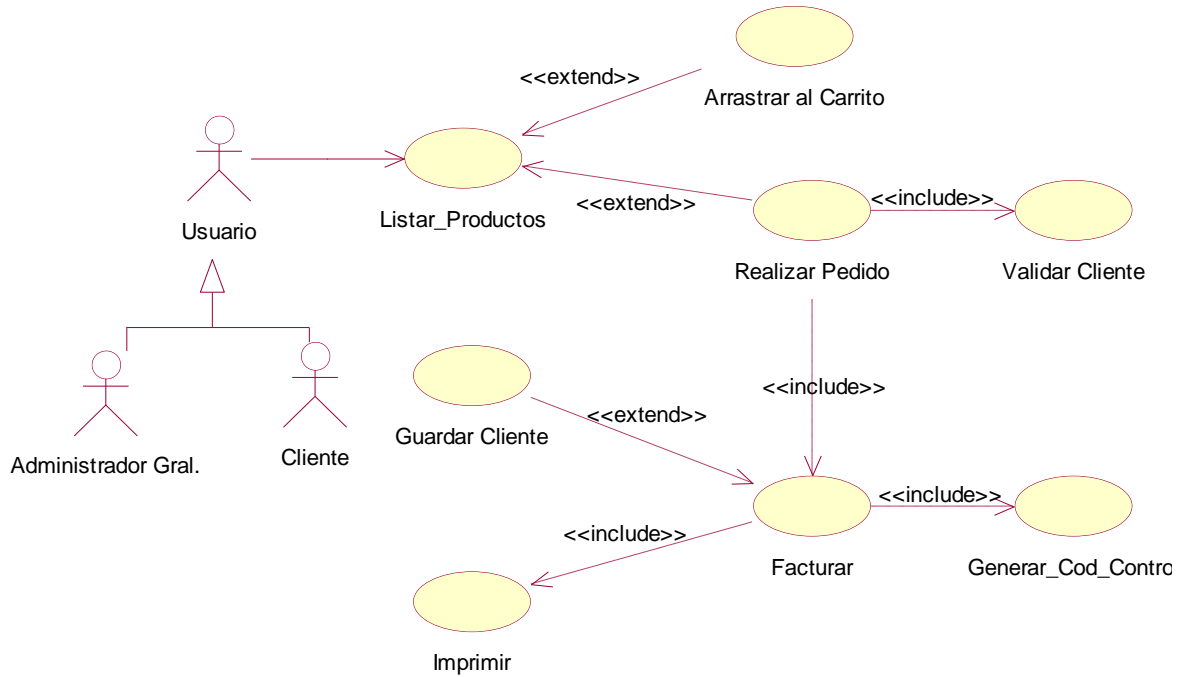 <<extend>>
Arrastrar al Carrito
Usuario
Listar_Productos
<<extend>>
<<include>>
Realizar Pedido
Validar Cliente
Administrador Gral.
Cliente
Guardar Cliente
<<extend>>
<<include>>
<<include>>
<<include>>
Facturar
Generar_Cod_Contro
Imprimir